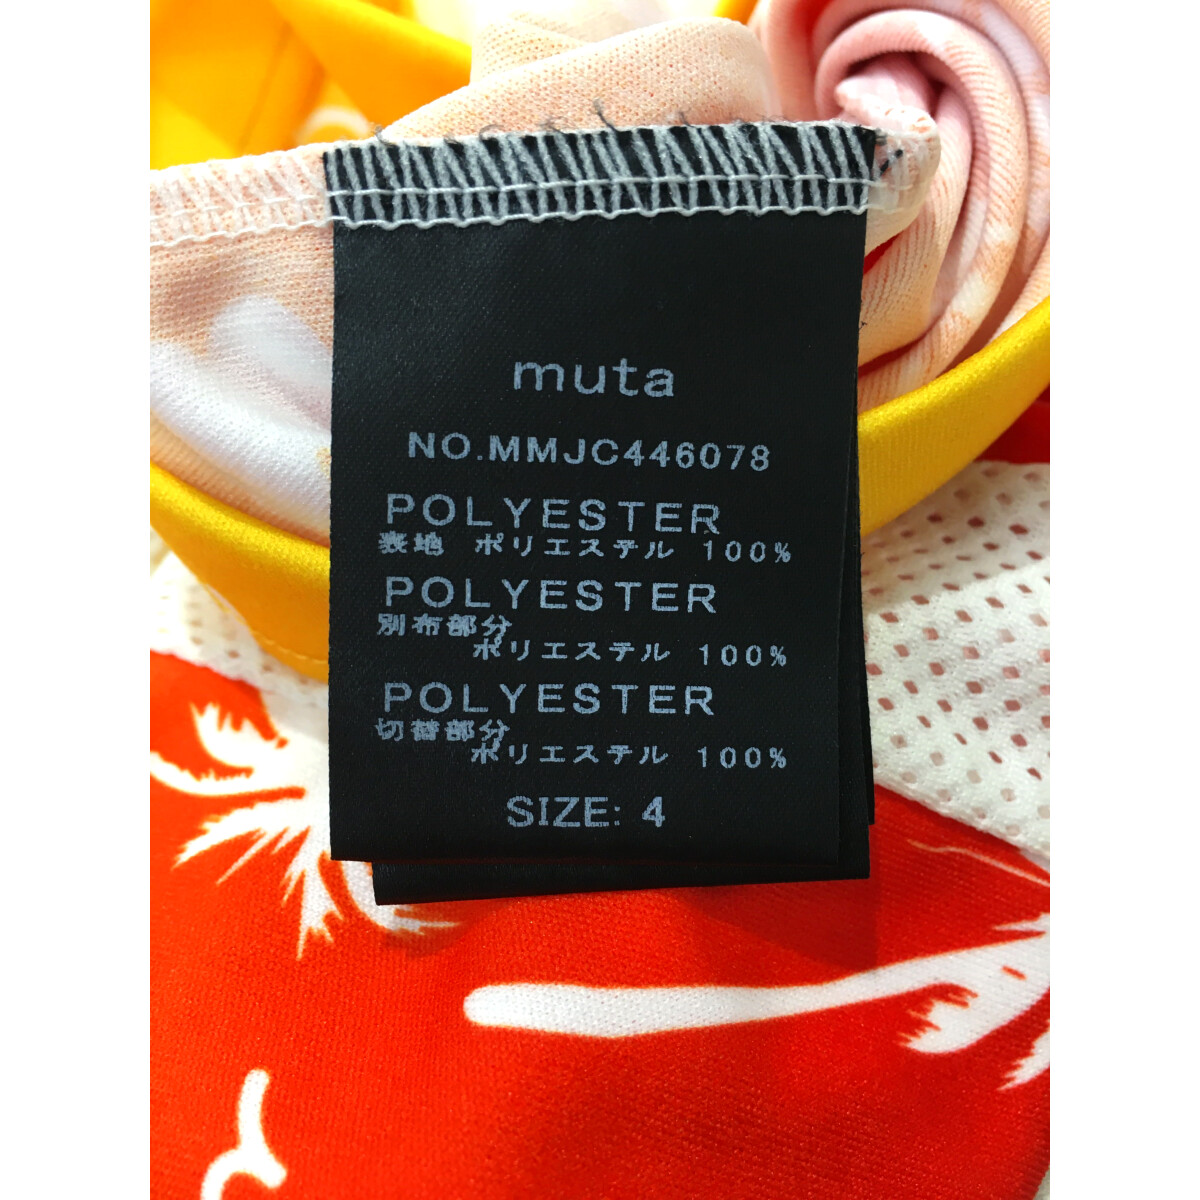 muta
NO.MMJC446078
POLYESTER
表地 ポリエステル 100%
POLYESTER
別布部分
ポリエステル 100%
POLYESTER
切替部分
ポリエステル 100%
SIZE: 4